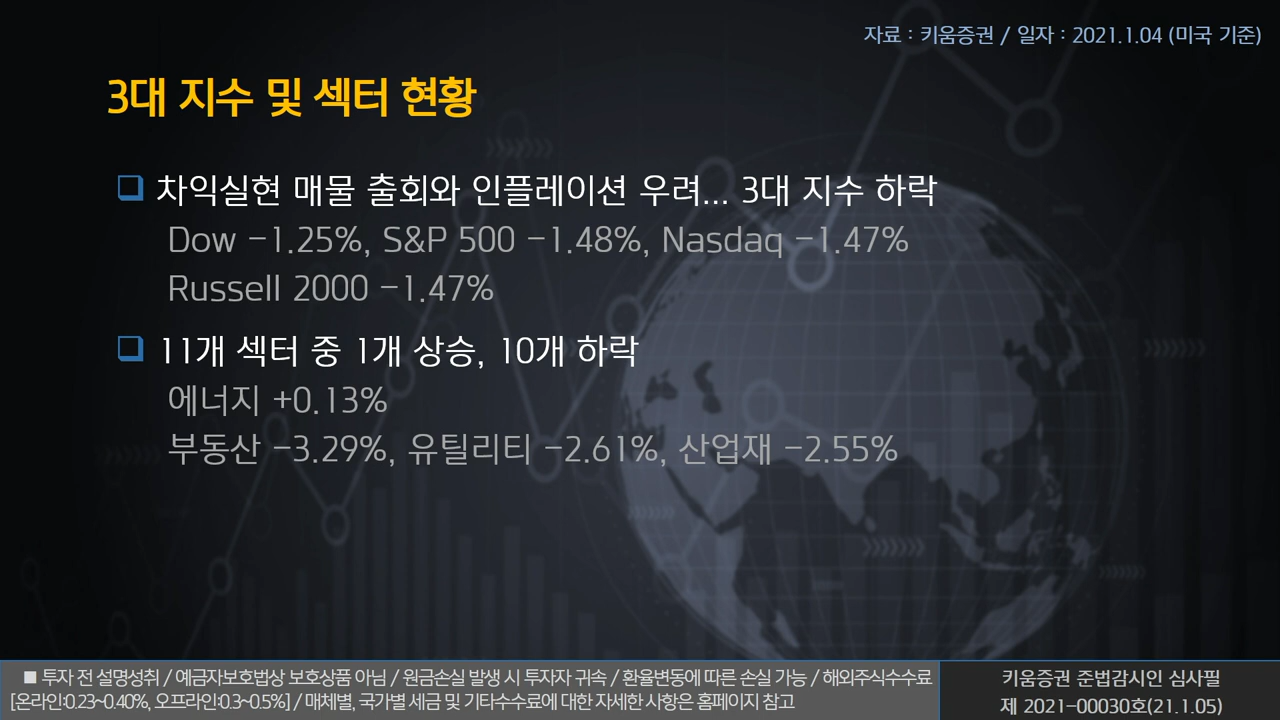 자료 : 키움증권 / 일자 : 2021.1.04 (미국 기준)
3대 지수 및 섹터 현황
❑ 차익실현 매물 출회와 인플레이션 우려... 3대 지수 하락
Dow -1.25%, S&P 500 -1.48%, Nasdaq -1.47%
Russell 2000 -1.47%
❑ 11개 섹터 중 1개 상승, 10개 하락
에너지 +0.13%
부동산 -3.29%, 유틸리티 -2.61%, 산업재 -2.55%
■ 투자 전 설명성취 / 예금자보호법상 보호상품 아님 / 원금손실 발생 시 투자자 귀속 / 환율변동에 따른 손실 가능 / 해외주식수수료
[온라인:0.23~0.40%, 오프라인:0.3~0.5%] / 매체별, 국가별 세금 및 기타수수료에 대한 자세한 사항은 홈페이지 참고
키움증권 준법감시인 심사필
제 2021-00030호(21.1.05)